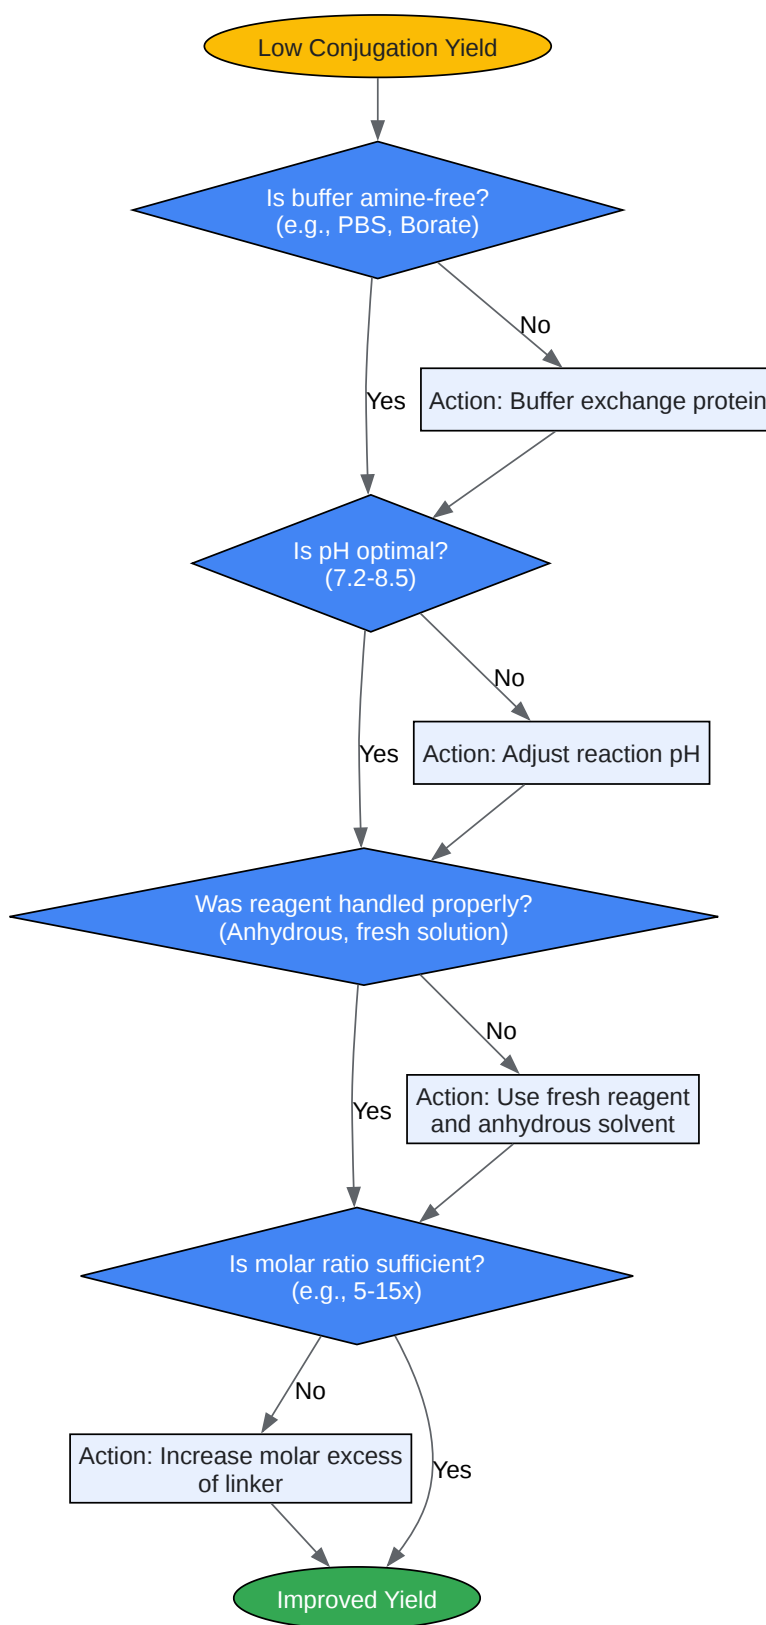 Low Conjugation Yield
Is buffer amine-free?
(e.g., PBS, Borate)
No
Yes
Action: Buffer exchange protein
Is pH optimal?
(7.2-8.5)
No
Yes
Action: Adjust reaction pH
Was reagent handled properly?
(Anhydrous, fresh solution)
No
Yes
Action: Use fresh reagent
and anhydrous solvent
Is molar ratio sufficient?
(e.g., 5-15x)
No
Action: Increase molar excess
of linker
Yes
Improved Yield